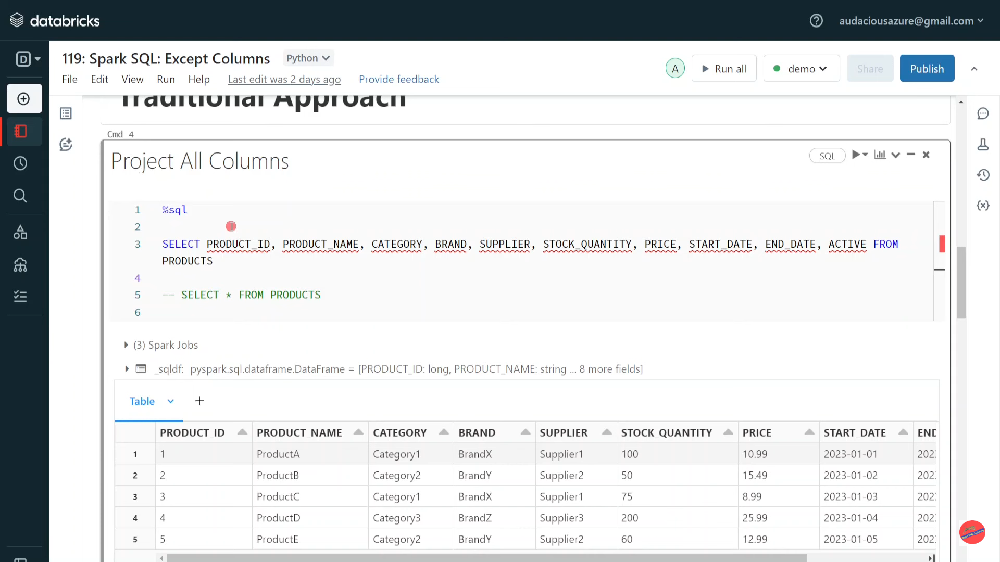 databricks
audaciousazure@gmail.com
D
119: Spark SQL: Except Columns
Python
File Edit View Run Help Last edit was 2 days ago Provide feedback
A
Run all
demo
Share
Publish
Traditional Approach
Cmd 4
Project All Columns
SQL
1 %sql
2
3 SELECT PRODUCT_ID, PRODUCT_NAME, CATEGORY, BRAND, SUPPLIER, STOCK_QUANTITY, PRICE, START_DATE, END_DATE, ACTIVE FROM
PRODUCTS
4
5 -- SELECT * FROM PRODUCTS
6
(3) Spark Jobs
_sqldf: pyspark.sql.dataframe.DataFrame = [PRODUCT_ID: long, PRODUCT_NAME: string ... 8 more fields]
Table +
PRODUCT_ID PRODUCT_NAME CATEGORY BRAND SUPPLIER STOCK_QUANTITY PRICE START_DATE END
1 1 ProductA Category1 BrandX Supplier1 100 10.99 2023-01-01 202
2 2 ProductB Category2 BrandY Supplier2 50 15.49 2023-01-02 202
3 3 ProductC Category1 BrandX Supplier1 75 8.99 2023-01-03 202
4 4 ProductD Category3 BrandZ Supplier3 200 25.99 2023-01-04 202
5 5 ProductE Category2 BrandY Supplier2 60 12.99 2023-01-05 202